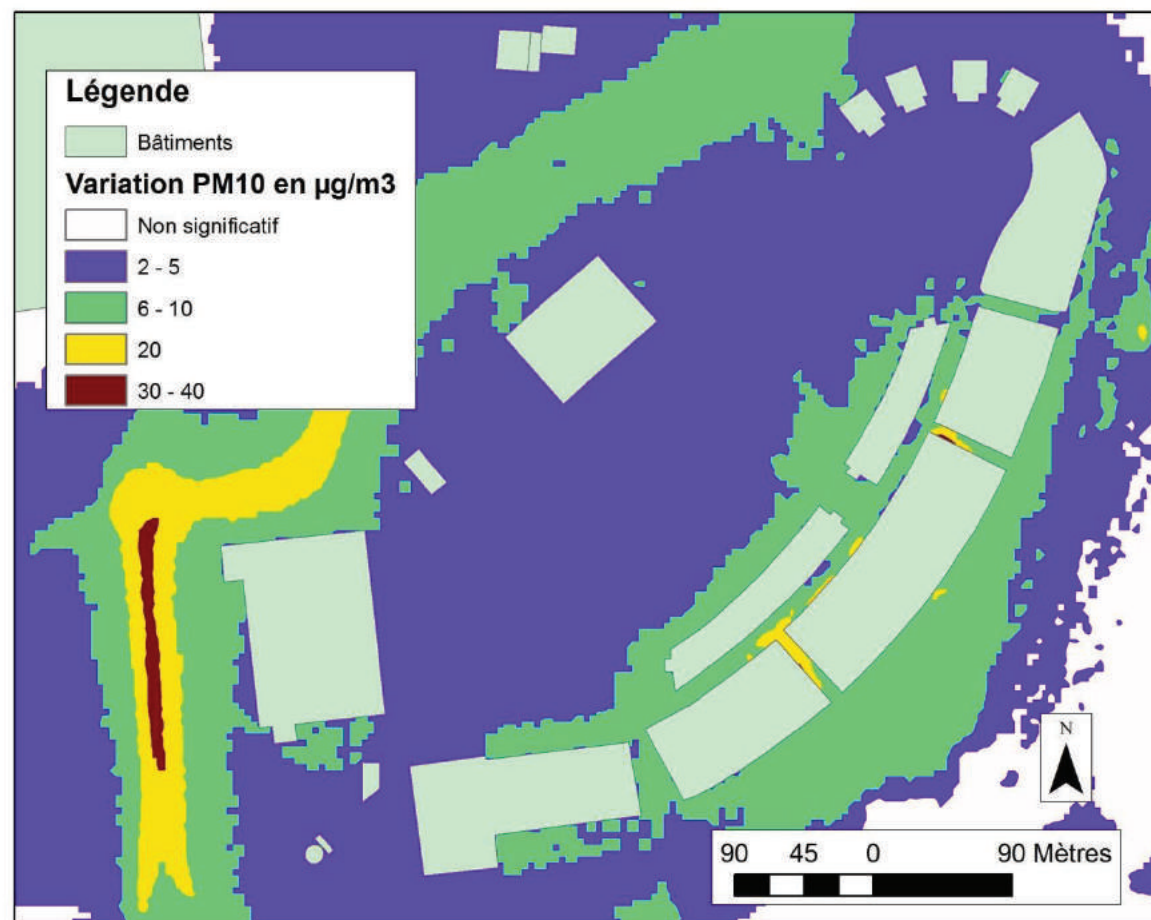 Légende
Bâtiments
Variation PM10 en µg/m3
Non significatif
2 - 5
6 - 10
20
30 - 40
N
90 45 0 90 Mètres